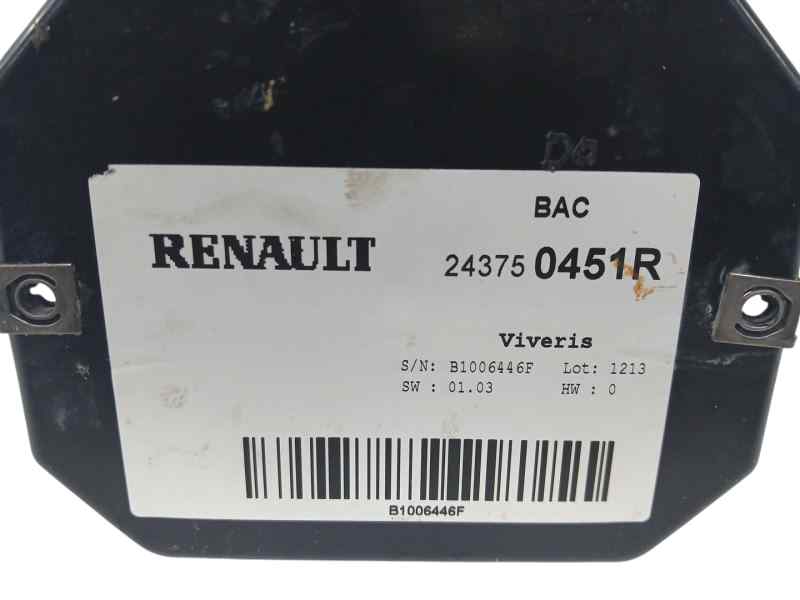 BAC
RENAULT 24375 0451R
Viveris
S/N: B1006446F Lot: 1213
SW : 01.03 HW : 0
B1006446F